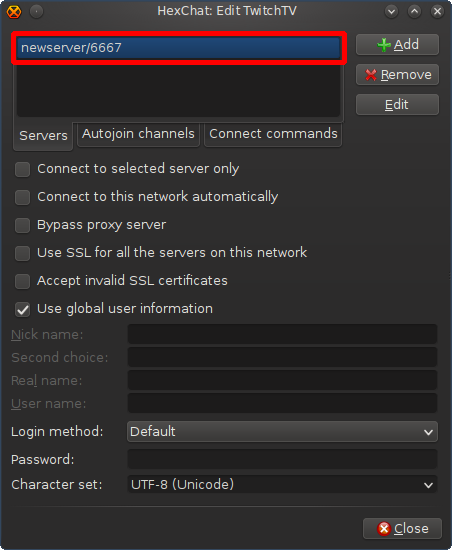 HexChat: Edit TwitchTV
newserver/6667
Add
Remove
Edit
Servers Autojoin channels Connect commands
Connect to selected server only
Connect to this network automatically
Bypass proxy server
Use SSL for all the servers on this network
Accept invalid SSL certificates
Use global user information
Nick name:
Second choice:
Real name:
User name:
Login method: Default
Password:
Character set: UTF-8 (Unicode)
Close